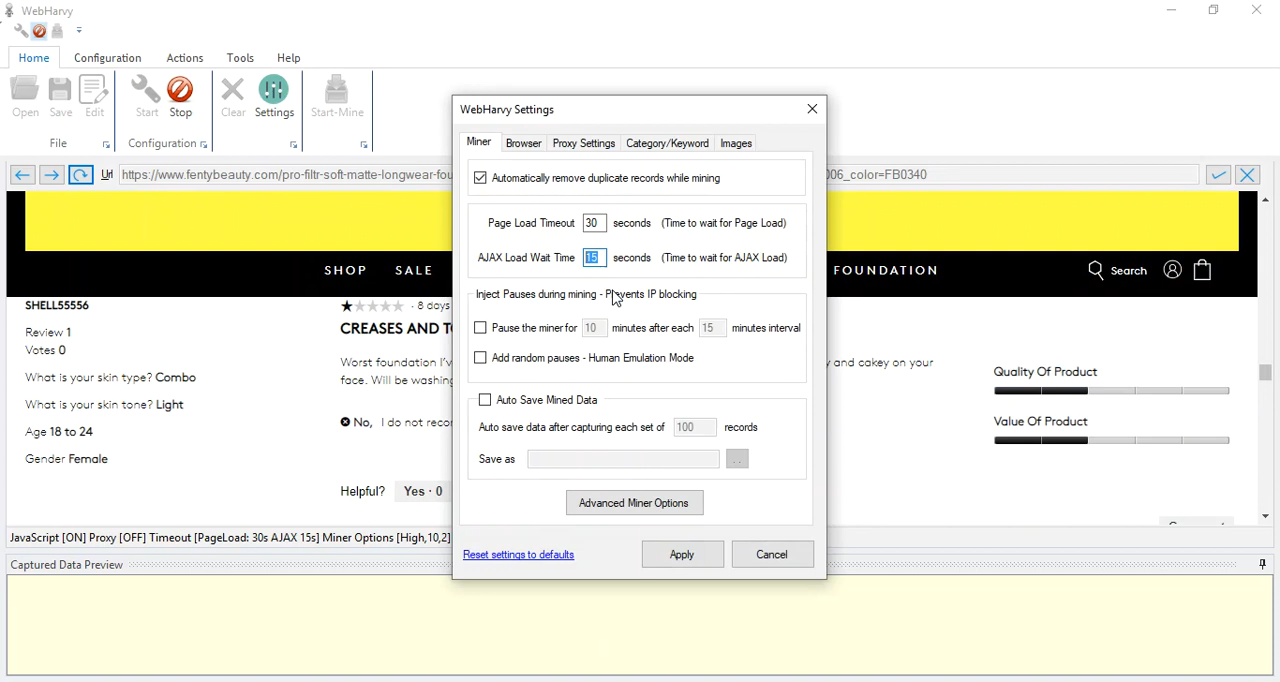 WebHarvy
Home Configuration Actions Tools Help
Open Save Edit Start Stop Clear Settings Start-Mine
File Configuration
Url https://www.fentybeauty.com/pro-filtr-soft-matte-longwear-fou 06_color=FB0340
SHOP SALE FOUNDATION Search
SHELL55556
Review 1
Votes 0
What is your skin type? Combo
What is your skin tone? Light
Age 18 to 24
Gender Female
★★★★★ · 8 days
CREASES AND T
Worst foundation I've y and cakey on your
face. Will be washing
No, I do not reco
Helpful? Yes · 0
Quality Of Product
Value Of Product
JavaScript [ON] Proxy [OFF] Timeout [PageLoad: 30s AJAX 15s] Miner Options [High,10,2]
Captured Data Preview
WebHarvy Settings
Miner Browser Proxy Settings Category/Keyword Images
Automatically remove duplicate records while mining
Page Load Timeout 30 seconds (Time to wait for Page Load)
AJAX Load Wait Time 15 seconds (Time to wait for AJAX Load)
Inject Pauses during mining - Prevents IP blocking
Pause the miner for 10 minutes after each 15 minutes interval
Add random pauses - Human Emulation Mode
Auto Save Mined Data
Auto save data after capturing each set of 100 records
Save as ..
Advanced Miner Options
Reset settings to defaults Apply Cancel